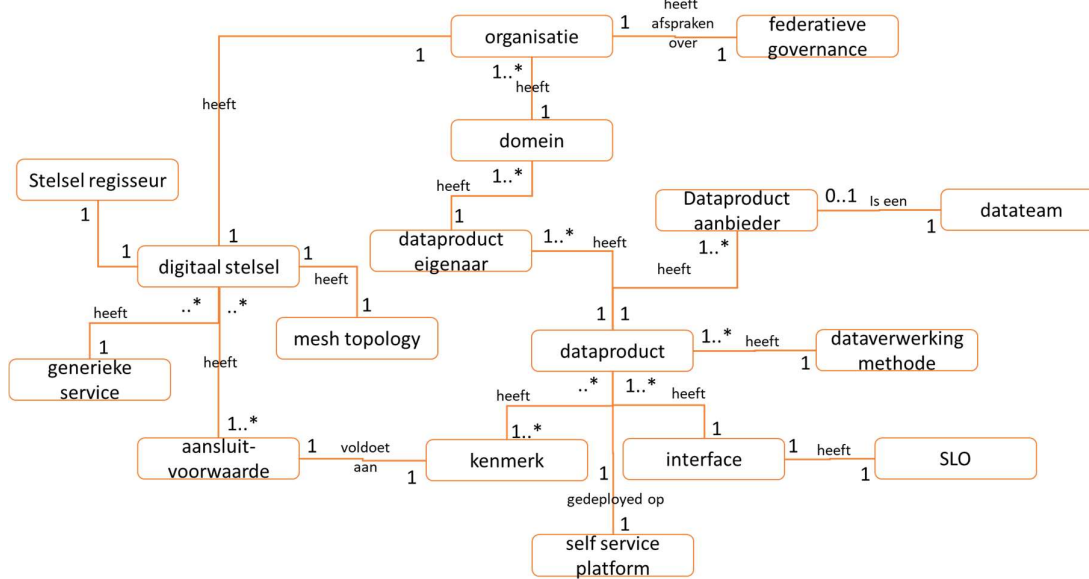 heeft
afspraken
over
1
organisatie
1
1
federatieve
governance
1..*
heeft
1
heeft
domein
1..*
Stelsel regisseur
1
heeft
1
Dataproduct
aanbieder
0..1
Is een
1
datateam
1..*
1
1
digitaal stelsel
1
heeft
1
dataproduct
eigenaar
1..*
heeft
heeft
..*
..*
heeft
1
generieke
service
mesh topology
heeft
1
1
dataproduct
1..*
heeft
1
dataverwerking
methode
..*
1..*
heeft
heeft
1..*
aansluit-
voorwaarde
1
voldoet
aan
1
1..*
kenmerk
1
interface
1
heeft
1
SLO
1
gedeployed op
1
self service
platform